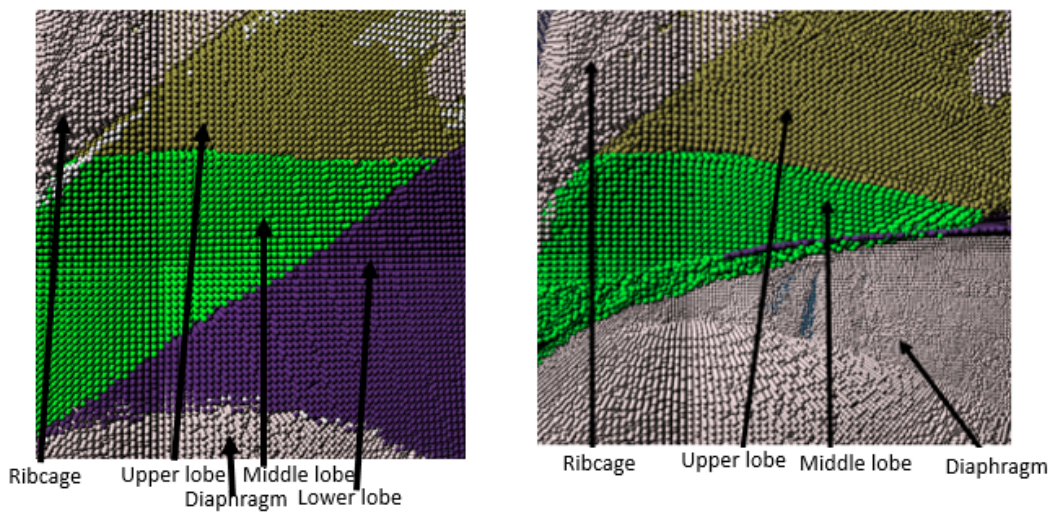 Ribcage
Upper lobe
Middle lobe
Diaphragm
Lower lobe
Ribcage
Upper lobe
Middle lobe
Diaphragm